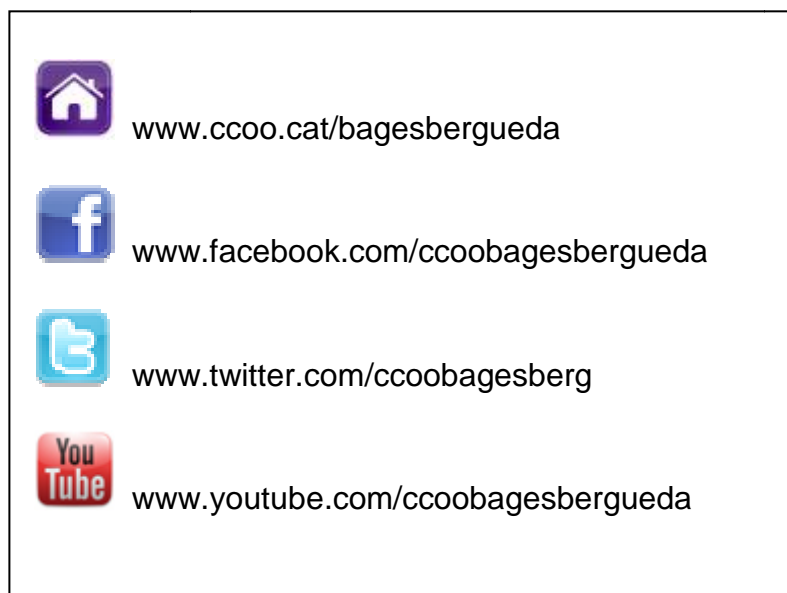 www.ccoo.cat/bagesbergueda
www.facebook.com/ccoobagesbergueda
www.twitter.com/ccoobagesberg
You
Tube
www.youtube.com/ccoobagesbergueda